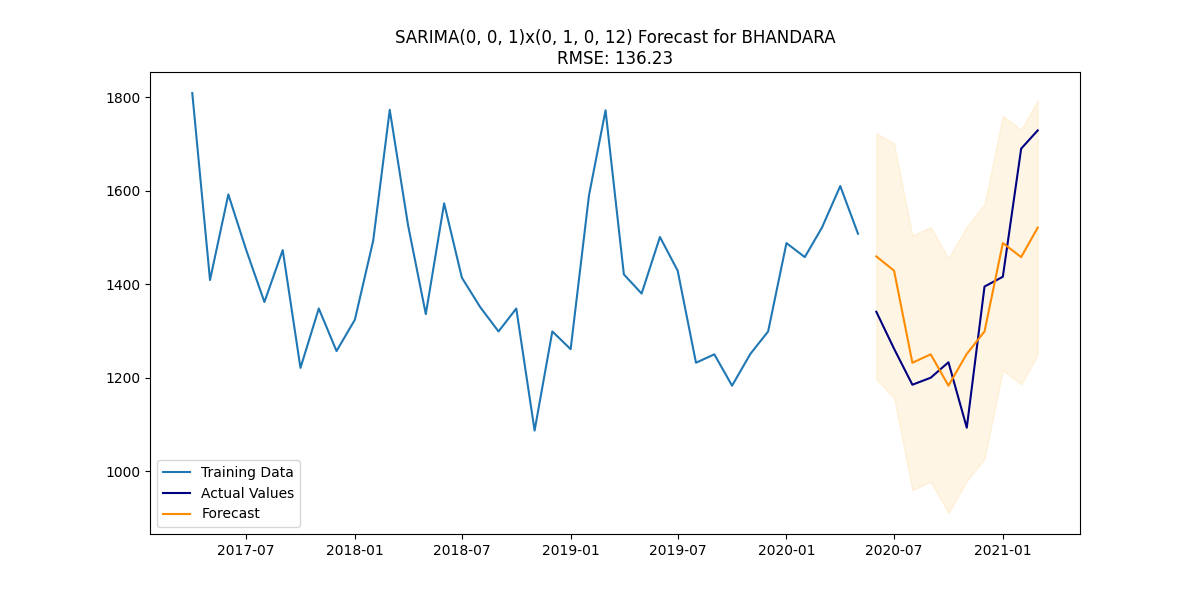 SARIMA(0, 0, 1)x(0, 1, 0, 12) Forecast for BHANDARA
RMSE: 136.23
1800
1600
1400
1200
1000
Training Data
Actual Values
Forecast
2017-07 2018-01 2018-07 2019-01 2019-07 2020-01 2020-07 2021-01